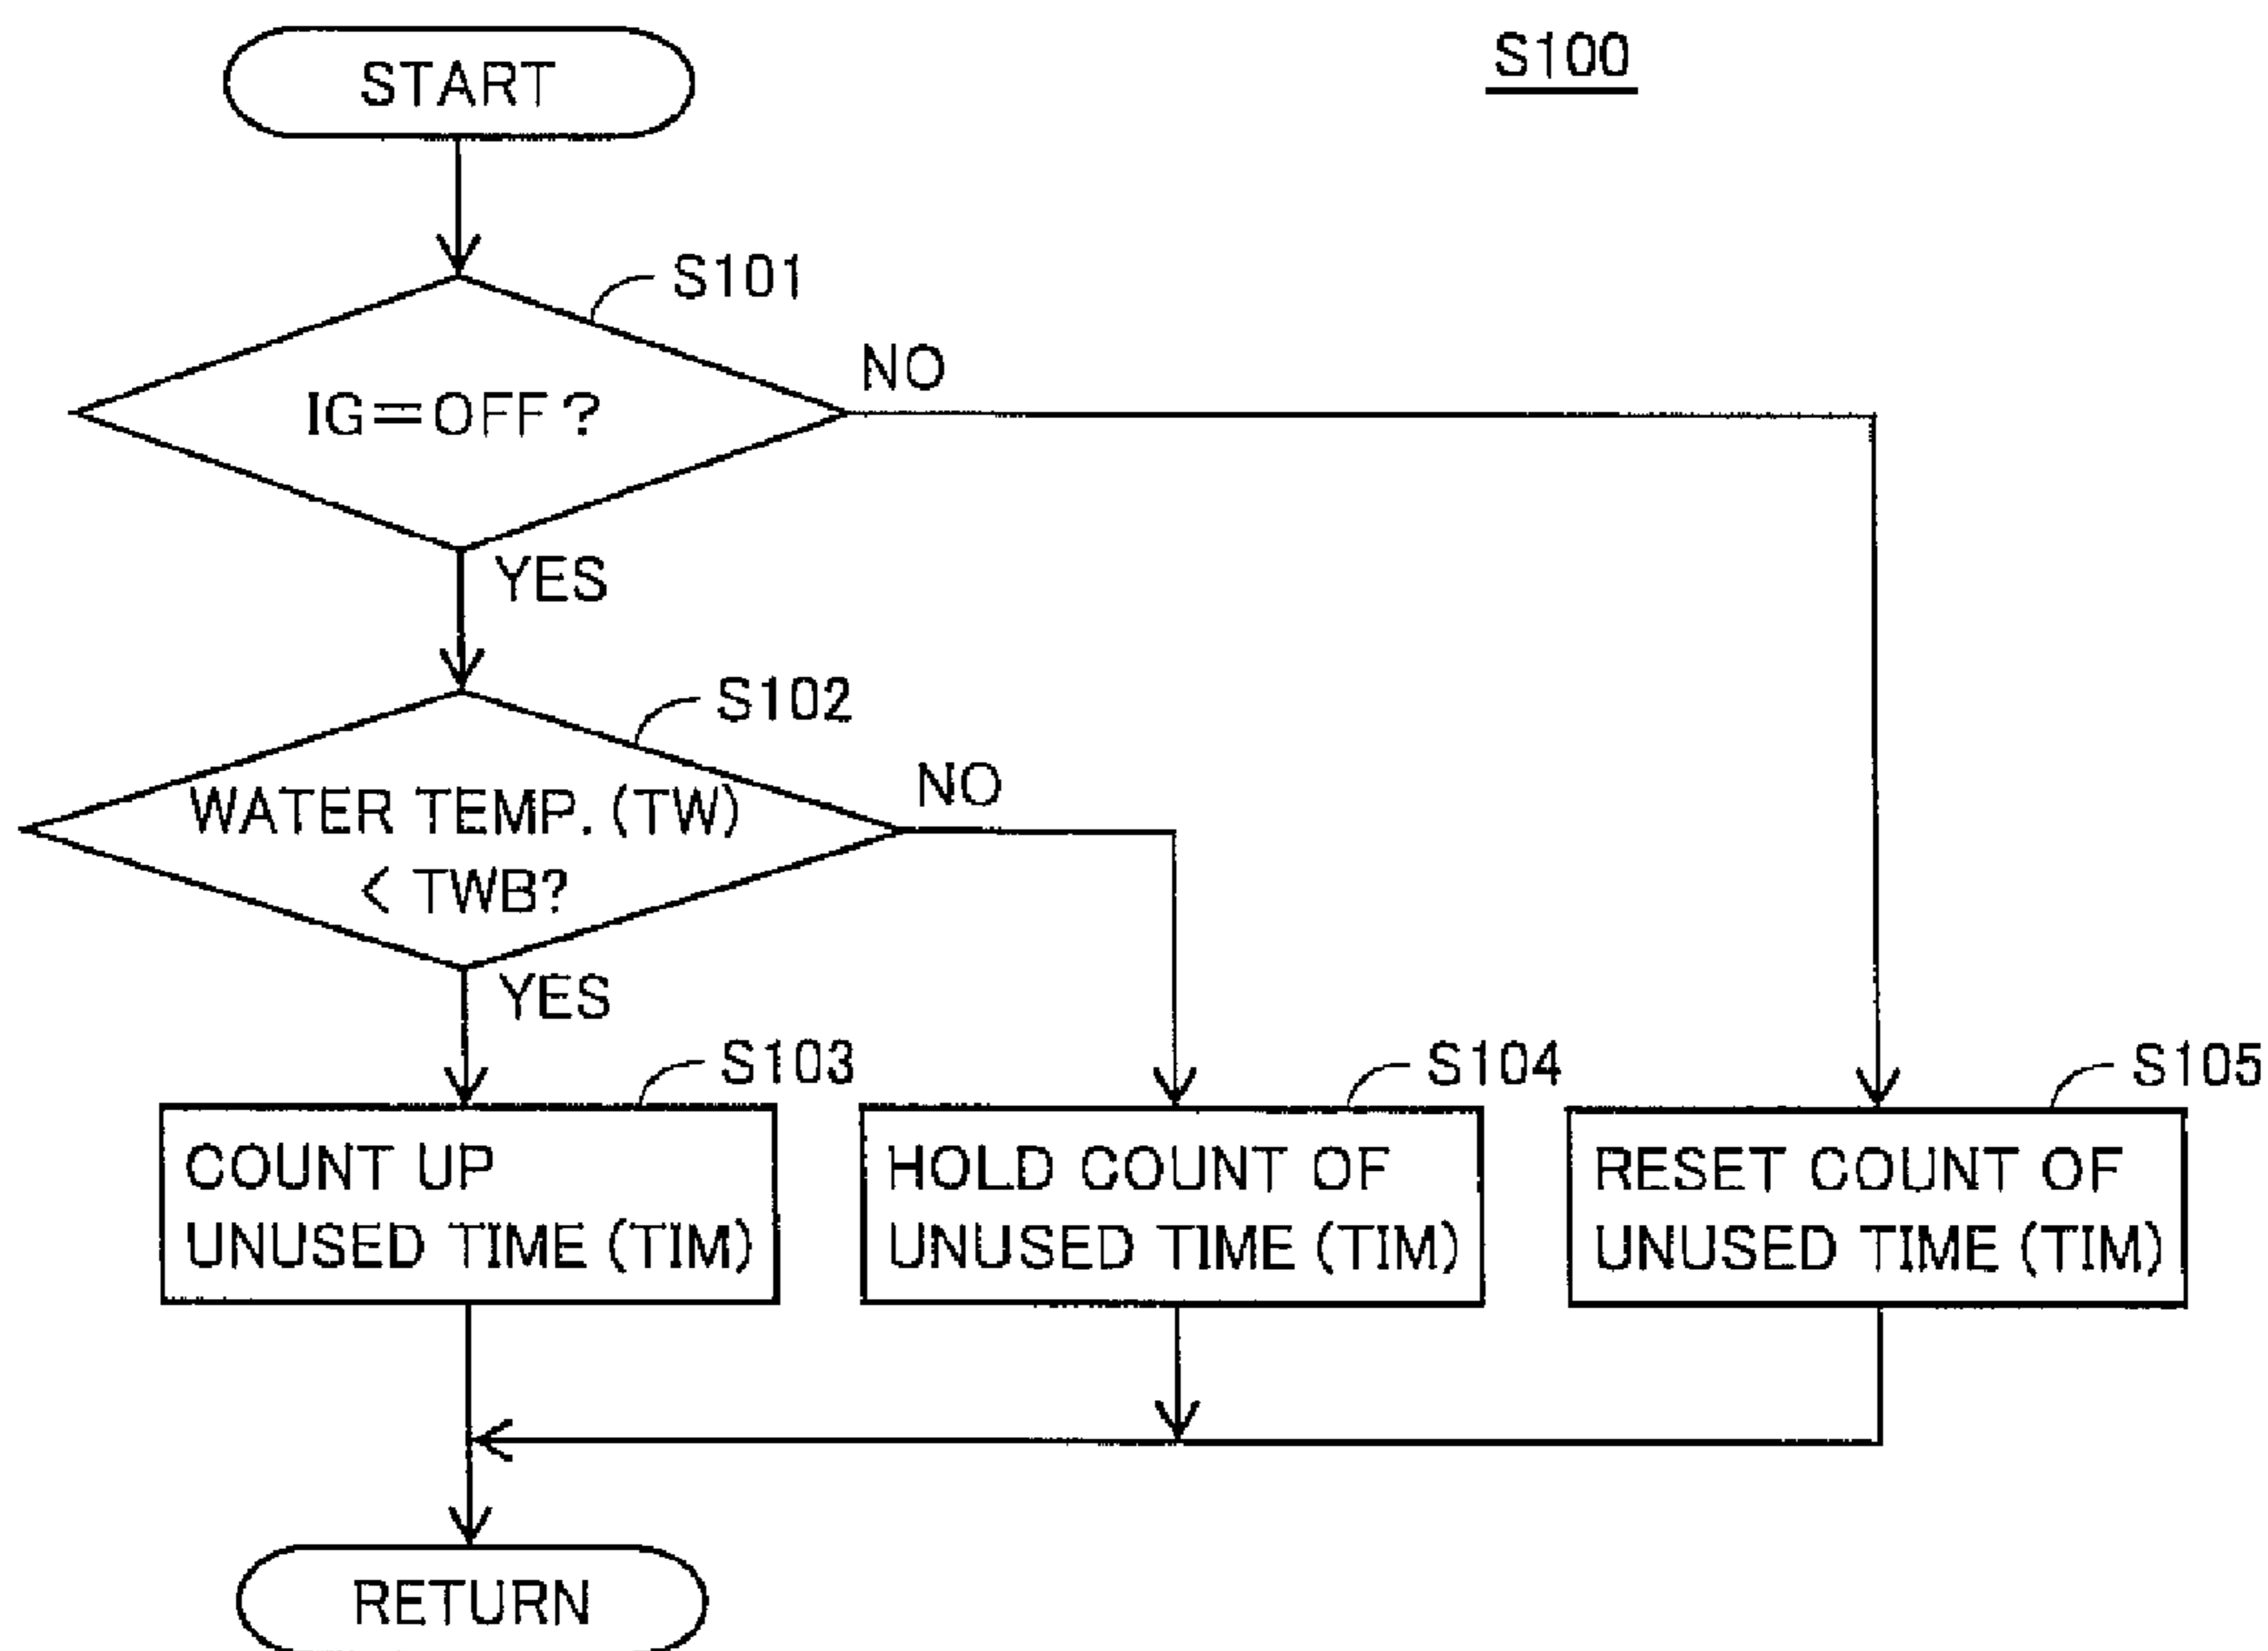 START
S100
S101
IG=OFF?
NO
YES
S102
WATER TEMP. (TW)
< TWB?
NO
YES
S103
COUNT UP
UNUSED TIME (TIM)
S104
HOLD COUNT OF
UNUSED TIME (TIM)
S105
RESET COUNT OF
UNUSED TIME (TIM)
RETURN